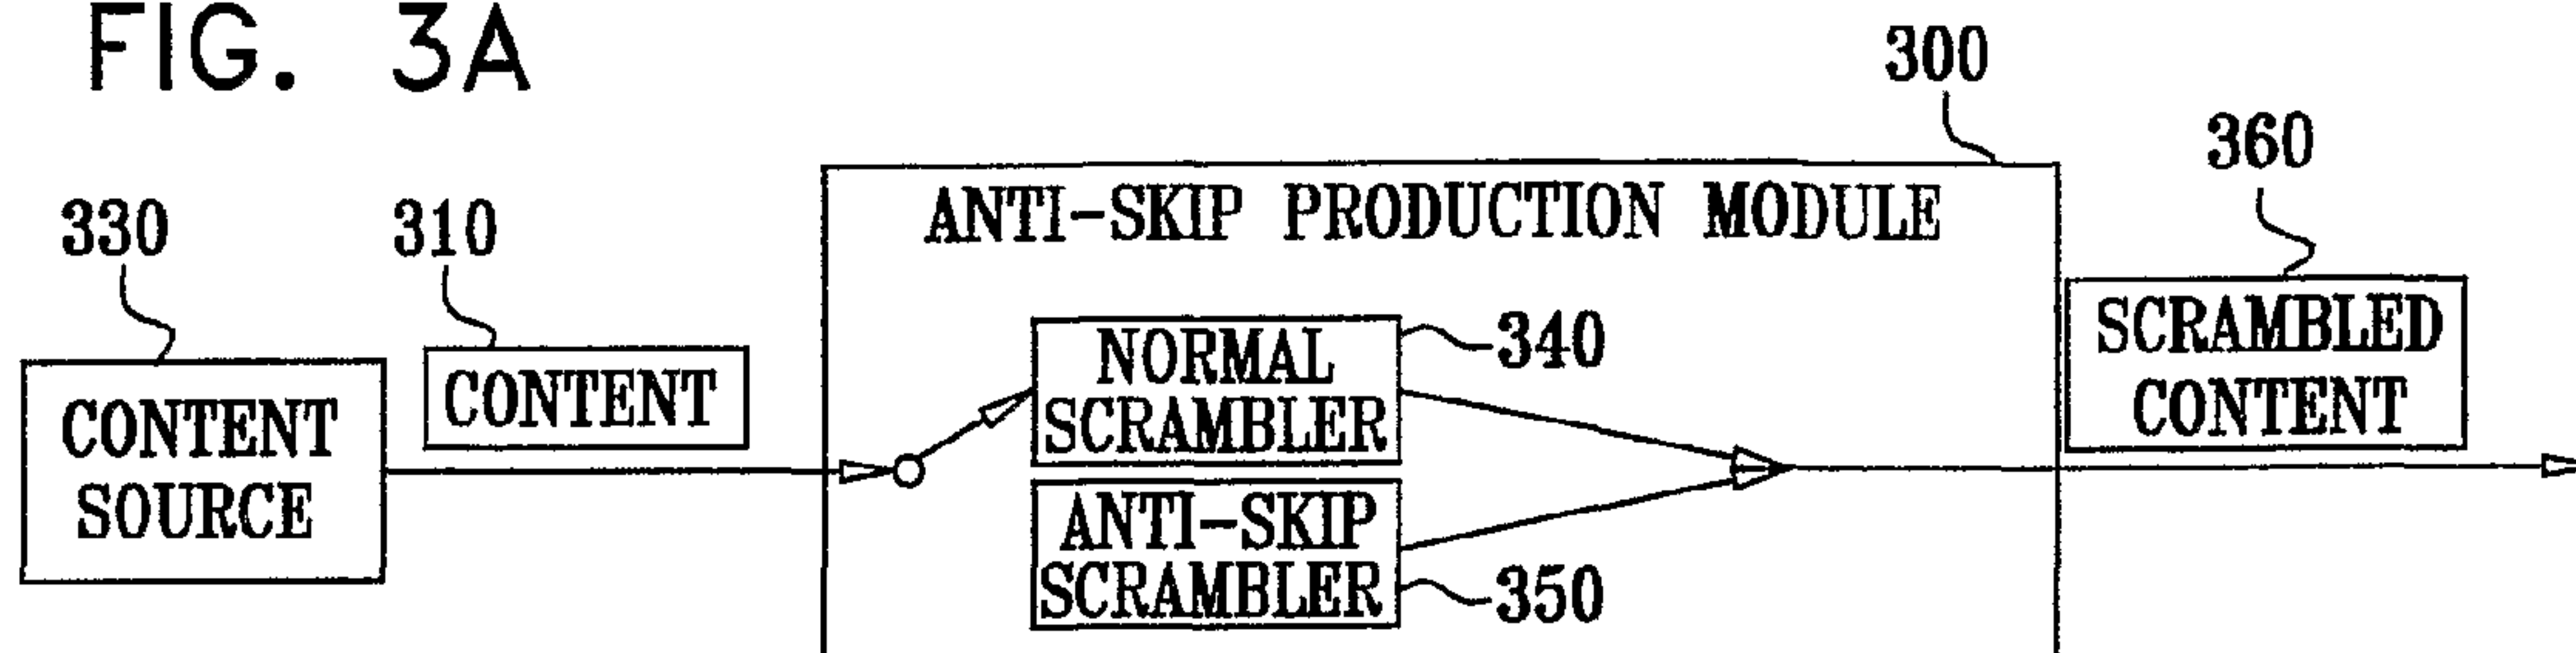 FIG. 3A
300
360
ANTI-SKIP PRODUCTION MODULE
330
310
SCRAMBLED
CONTENT
NORMAL
SCRAMBLER
340
CONTENT
CONTENT
SOURCE
ANTI-SKIP
SCRAMBLER
350